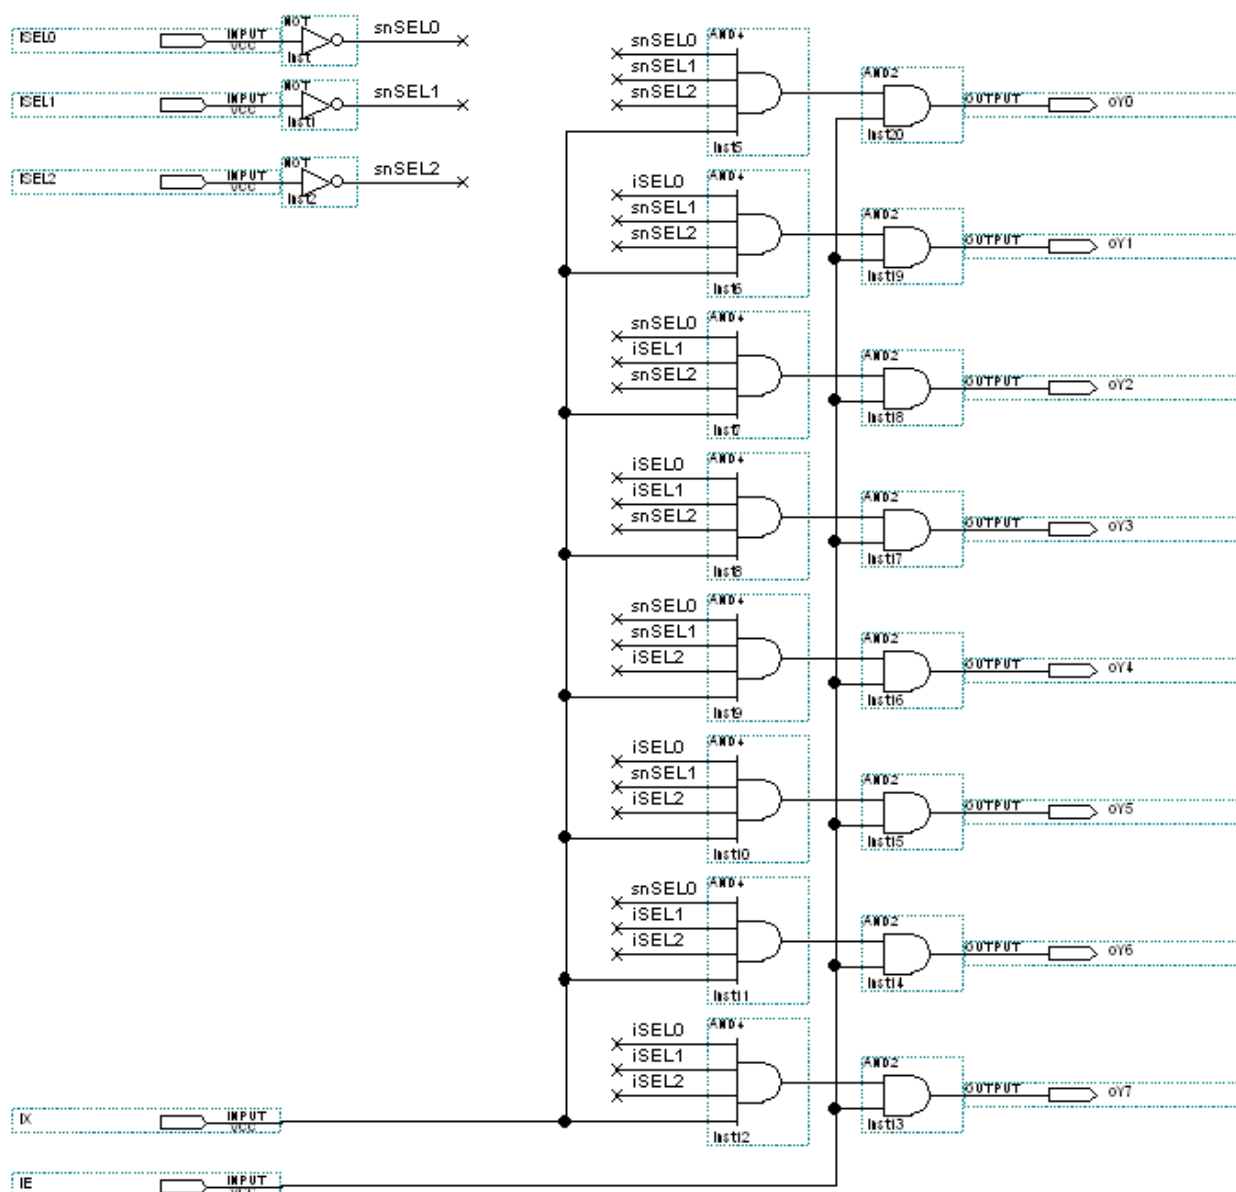 ISEL0 INPUT VCC NOT inst snSEL0
ISEL1 INPUT VCC NOT inst1 snSEL1
ISEL2 INPUT VCC NOT inst2 snSEL2
AND4
snSEL0
snSEL1
snSEL2
inst5
AND2
inst20
OUTPUT oY0
AND4
iSEL0
snSEL1
snSEL2
inst6
AND2
inst19
OUTPUT oY1
AND4
snSEL0
iSEL1
snSEL2
inst7
AND2
inst18
OUTPUT oY2
AND4
iSEL0
iSEL1
snSEL2
inst8
AND2
inst17
OUTPUT oY3
AND4
snSEL0
snSEL1
iSEL2
inst9
AND2
inst16
OUTPUT oY4
AND4
iSEL0
snSEL1
iSEL2
inst10
AND2
inst15
OUTPUT oY5
AND4
snSEL0
iSEL1
iSEL2
inst11
AND2
inst14
OUTPUT oY6
AND4
iSEL0
iSEL1
iSEL2
inst12
AND2
inst13
OUTPUT oY7
IX INPUT VCC
IE INPUT